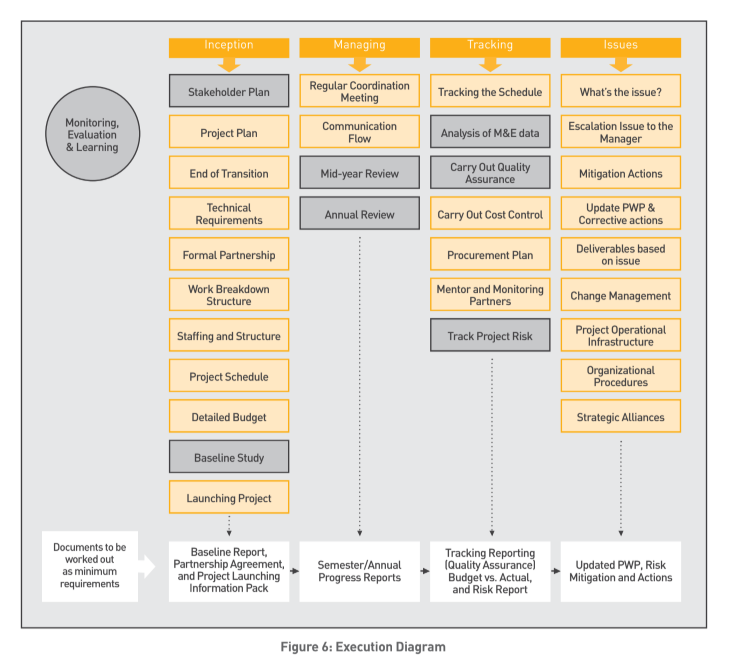 Inception
Managing
Tracking
Issues
Monitoring,
Evaluation
& Learning
Stakeholder Plan
Project Plan
End of Transition
Technical
Requirements
Formal Partnership
Work Breakdown
Structure
Staffing and Structure
Project Schedule
Detailed Budget
Baseline Study
Launching Project
Regular Coordination
Meeting
Communication
Flow
Mid-year Review
Annual Review
Tracking the Schedule
Analysis of M&E data
Carry Out Quality
Assurance
Carry Out Cost Control
Procurement Plan
Mentor and Monitoring
Partners
Track Project Risk
What's the issue?
Escalation Issue to the
Manager
Mitigation Actions
Update PWP &
Corrective actions
Deliverables based
on issue
Change Management
Project Operational
Infrastructure
Organizational
Procedures
Strategic Alliances
Documents to be
worked out
as minimum
requirements
Baseline Report,
Partnership Agreement,
and Project Launching
Information Pack
Semester/Annual
Progress Reports
Tracking Reporting
(Quality Assurance)
Budget vs. Actual,
and Risk Report
Updated PWP, Risk
Mitigation and Actions
Figure 6: Execution Diagram